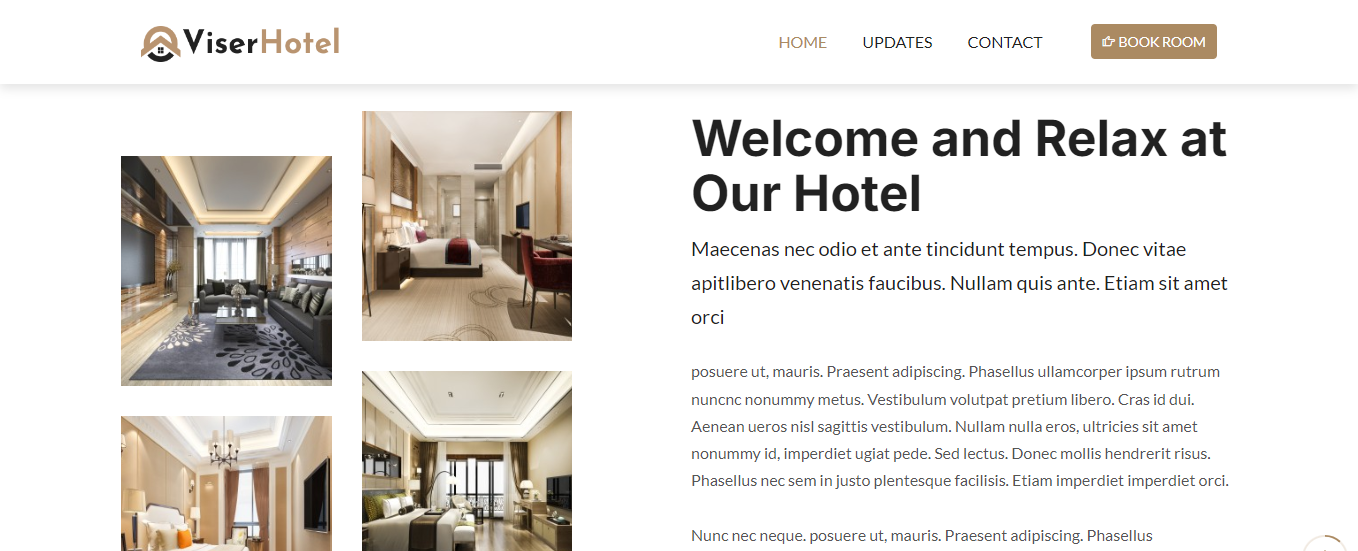 ViserHotel
HOME UPDATES CONTACT BOOK ROOM
Welcome and Relax at
Our Hotel
Maecenas nec odio et ante tincidunt tempus. Donec vitae
apitlibero venenatis faucibus. Nullam quis ante. Etiam sit amet
orci
posuere ut, mauris. Praesent adipiscing. Phasellus ullamcorper ipsum rutrum
nuncnc nonummy metus. Vestibulum volutpat pretium libero. Cras id dui.
Aenean ueros nisl sagittis vestibulum. Nullam nulla eros, ultricies sit amet
nonummy id, imperdiet ugiat pede. Sed lectus. Donec mollis hendrerit risus.
Phasellus nec sem in justo plentesque facilisis. Etiam imperdiet imperdiet orci.
Nunc nec neque. posuere ut, mauris. Praesent adipiscing. Phasellus